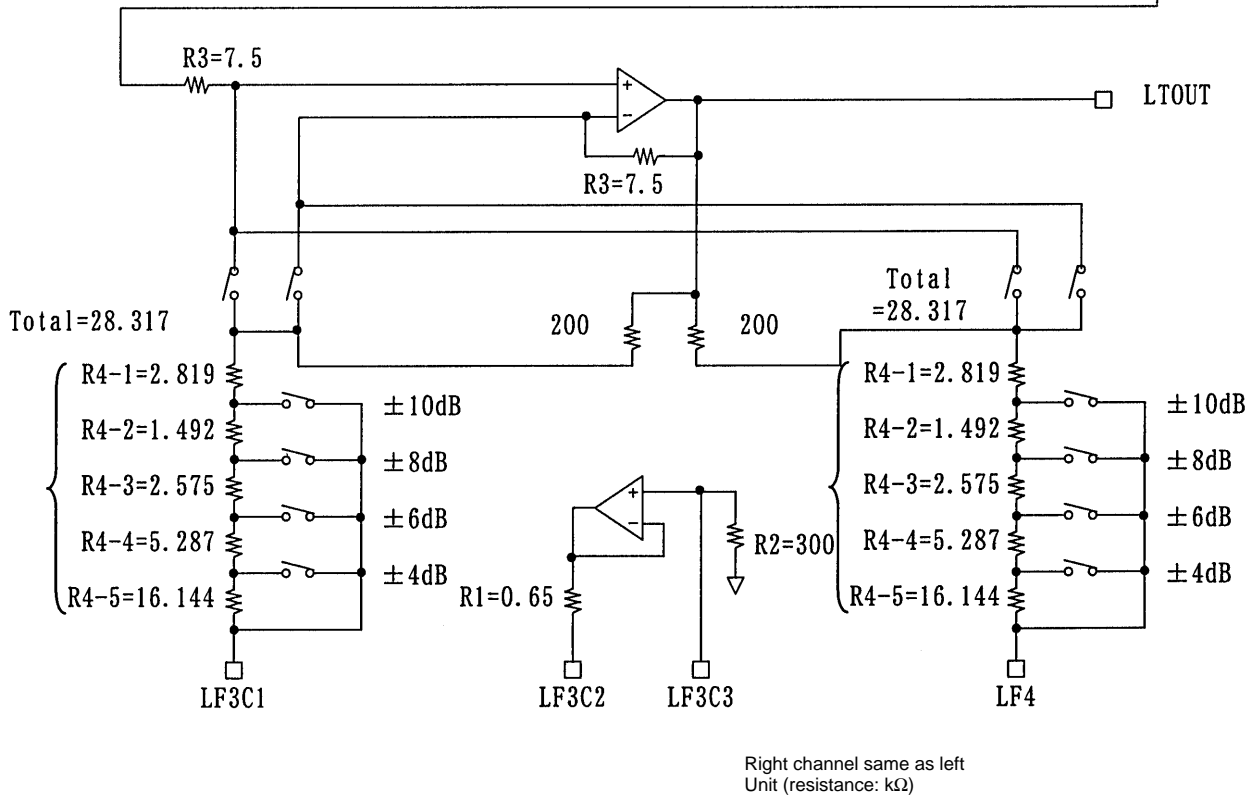 R3=7.5
LTOUT
R3=7.5
Total=28.317
200
200
Total
=28.317
R4-1=2.819
±10dB
R4-2=1.492
±8dB
R4-3=2.575
±6dB
R4-4=5.287
±4dB
R4-5=16.144
R1=0.65
R2=300
R4-1=2.819
±10dB
R4-2=1.492
±8dB
R4-3=2.575
±6dB
R4-4=5.287
±4dB
R4-5=16.144
LF3C1
LF3C2
LF3C3
LF4
Right channel same as left
Unit (resistance: kΩ)